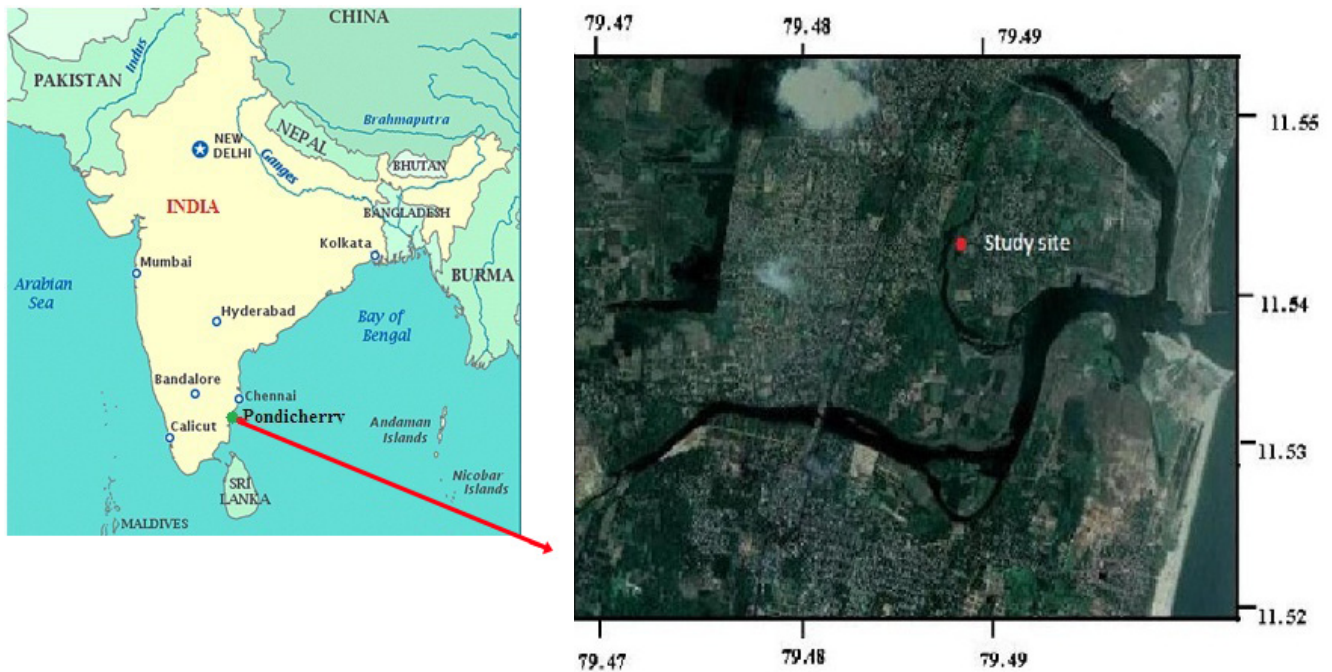 CHINA
Indus
PAKISTAN
Brahmaputra
NEW
DELHI
NEPAL
Ganges
BHUTAN
INDIA
BANGLADESH
Kolkata
BURMA
Mumbai
Arabian
Sea
Hyderabad
Bay of
Bengal
Bandalore
Chennai
Pondicherry
Calicut
Andaman
Islands
Nicobar
Islands
SRI
LANKA
MALDIVES
79.47 79.48 79.49
11.55
Study site
11.54
11.53
11.52
79.47 79.48 79.49